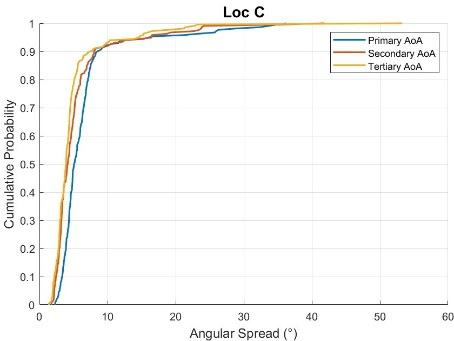 Loc C
1
0.9
0.8
0.7
0.6
0.5
0.4
0.3
0.2
0.1
0
Cumulative Probability
Primary AoA
Secondary AoA
Tertiary AoA
0 10 20 30 40 50 60
Angular Spread (°)